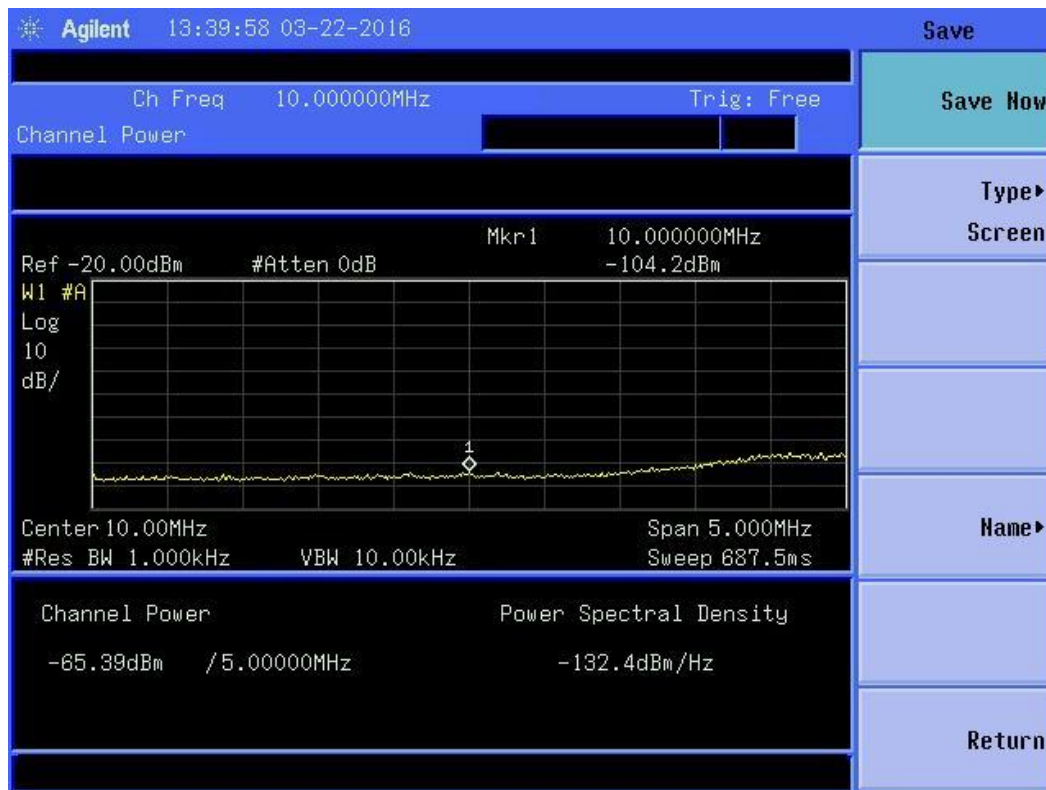 Agilent 13:39:58 03-22-2016
Save
Ch Freq 10.000000MHz Trig: Free
Channel Power
Save Now
Type▸
Screen
Mkr1 10.000000MHz
Ref -20.00dBm #Atten 0dB -104.2dBm
W1 #A
Log
10
dB/
1
Center 10.00MHz Span 5.000MHz
#Res BW 1.000kHz VBW 10.00kHz Sweep 687.5ms
Name▸
Channel Power Power Spectral Density
-65.39dBm /5.00000MHz -132.4dBm/Hz
Return